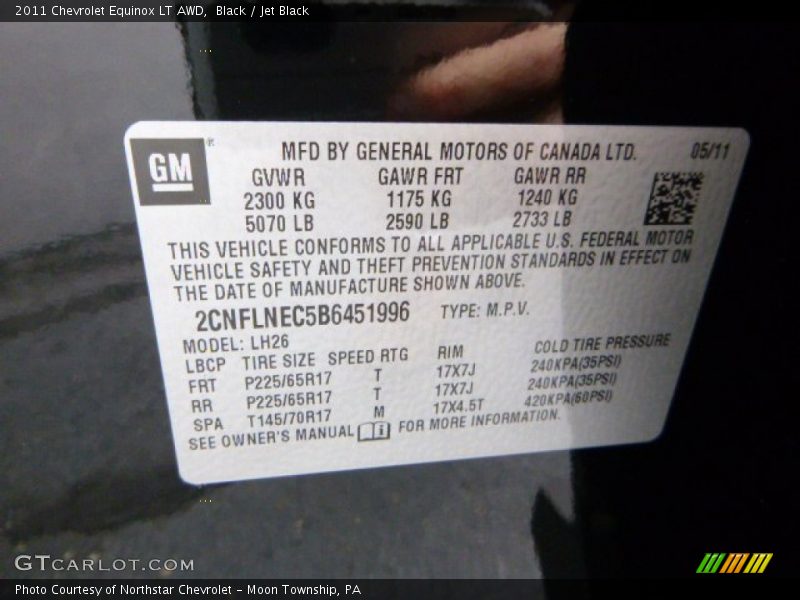 2011 Chevrolet Equinox LT AWD, Black / Jet Black
GM ® MFD BY GENERAL MOTORS OF CANADA LTD. 05/11
GVWR GAWR FRT GAWR RR
2300 KG 1175 KG 1240 KG
5070 LB 2590 LB 2733 LB
THIS VEHICLE CONFORMS TO ALL APPLICABLE U.S. FEDERAL MOTOR
VEHICLE SAFETY AND THEFT PREVENTION STANDARDS IN EFFECT ON
THE DATE OF MANUFACTURE SHOWN ABOVE.
2CNFLNEC5B6451996 TYPE: M.P.V.
MODEL: LH26
LBCP TIRE SIZE SPEED RTG RIM COLD TIRE PRESSURE
FRT P225/65R17 T 17X7J 240KPA(35PSI)
RR P225/65R17 T 17X7J 240KPA(35PSI)
SPA T145/70R17 M 17X4.5T 420KPA(60PSI)
SEE OWNER'S MANUAL FOR MORE INFORMATION.
GTCARLOT.COM
Photo Courtesy of Northstar Chevrolet – Moon Township, PA